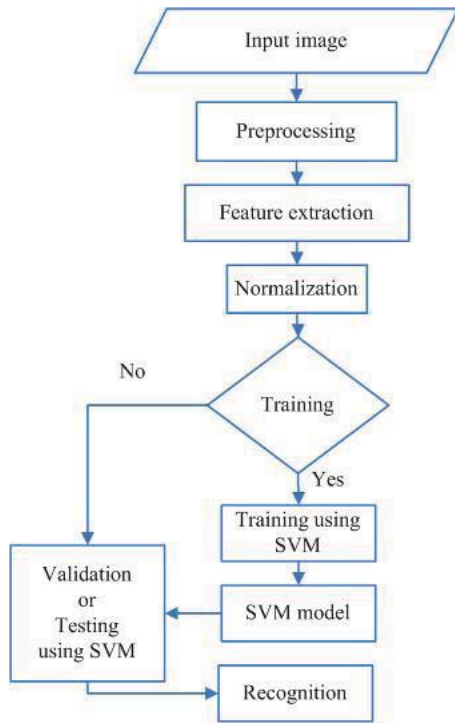 Input image
Preprocessing
Feature extraction
Normalization
Training
No
Yes
Training using
SVM
Validation
or
Testing
using SVM
SVM model
Recognition